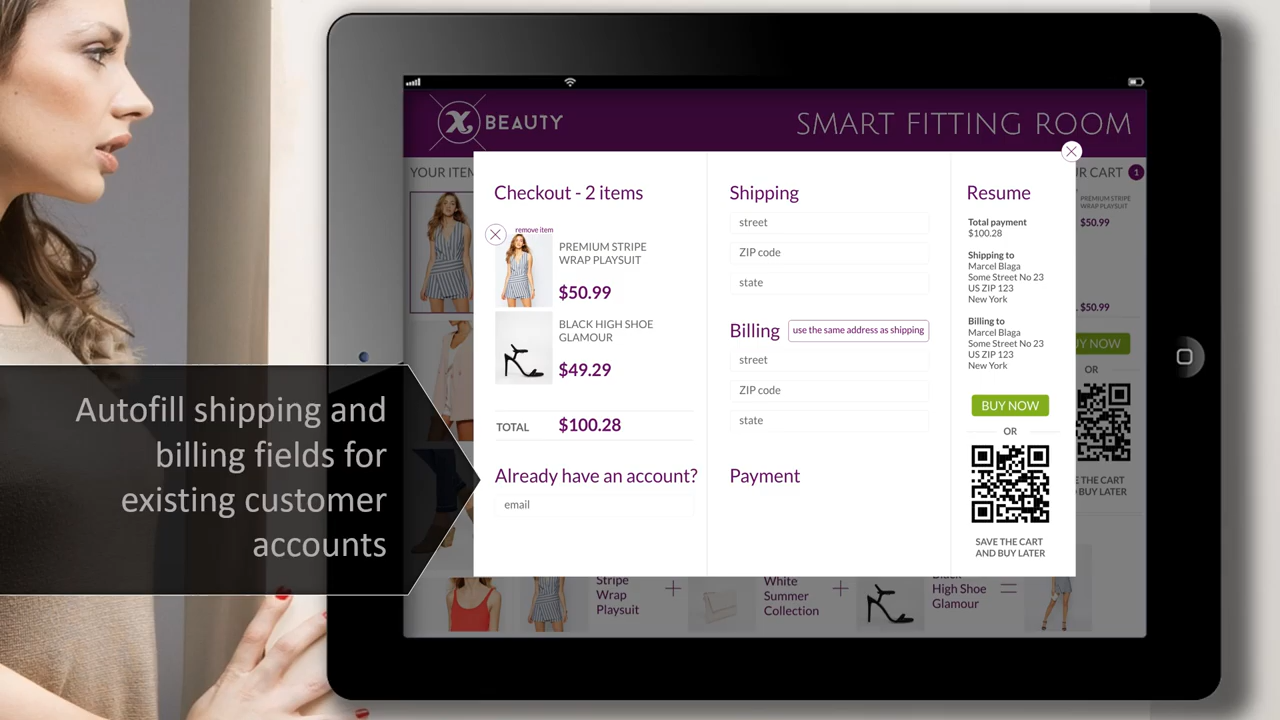 BEAUTY
SMART FITTING ROOM
YOUR ITEM
UR CART 1
Checkout - 2 items
remove item
PREMIUM STRIPE
WRAP PLAYSUIT
$50.99
BLACK HIGH SHOE
GLAMOUR
$49.29
TOTAL $100.28
Already have an account?
email
Shipping
street
ZIP code
state
Billing
use the same address as shipping
street
ZIP code
state
Payment
Resume
Total payment
$100.28
Shipping to
Marcel Blaga
Some Street No 23
US ZIP 123
New York
Billing to
Marcel Blaga
Some Street No 23
US ZIP 123
New York
BUY NOW
OR
SAVE THE CART
AND BUY LATER
PREMIUM STRIPE
WRAP PLAYSUIT
$50.99
$50.99
UY NOW
OR
E THE CART
BUY LATER
Stripe
Wrap
Playsuit
White
Summer
Collection
High Shoe
Glamour
Autofill shipping and
billing fields for
existing customer
accounts